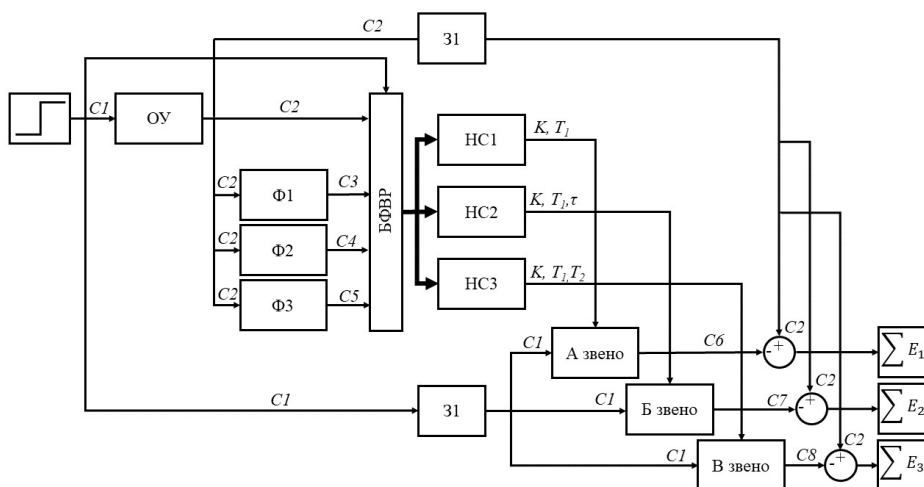 C2
З1
C1
ОУ
C2
БФВР
НС1
K, T₁
C2
Ф1
C3
НС2
K, T₁,τ
C2
Ф2
C4
НС3
K, T₁,T₂
C2
Ф3
C5
C1
А звено
C6
- +
C2
∑ E₁
C1
З1
C1
Б звено
C7
- +
C2
∑ E₂
C1
В звено
C8
- +
C2
∑ E₃